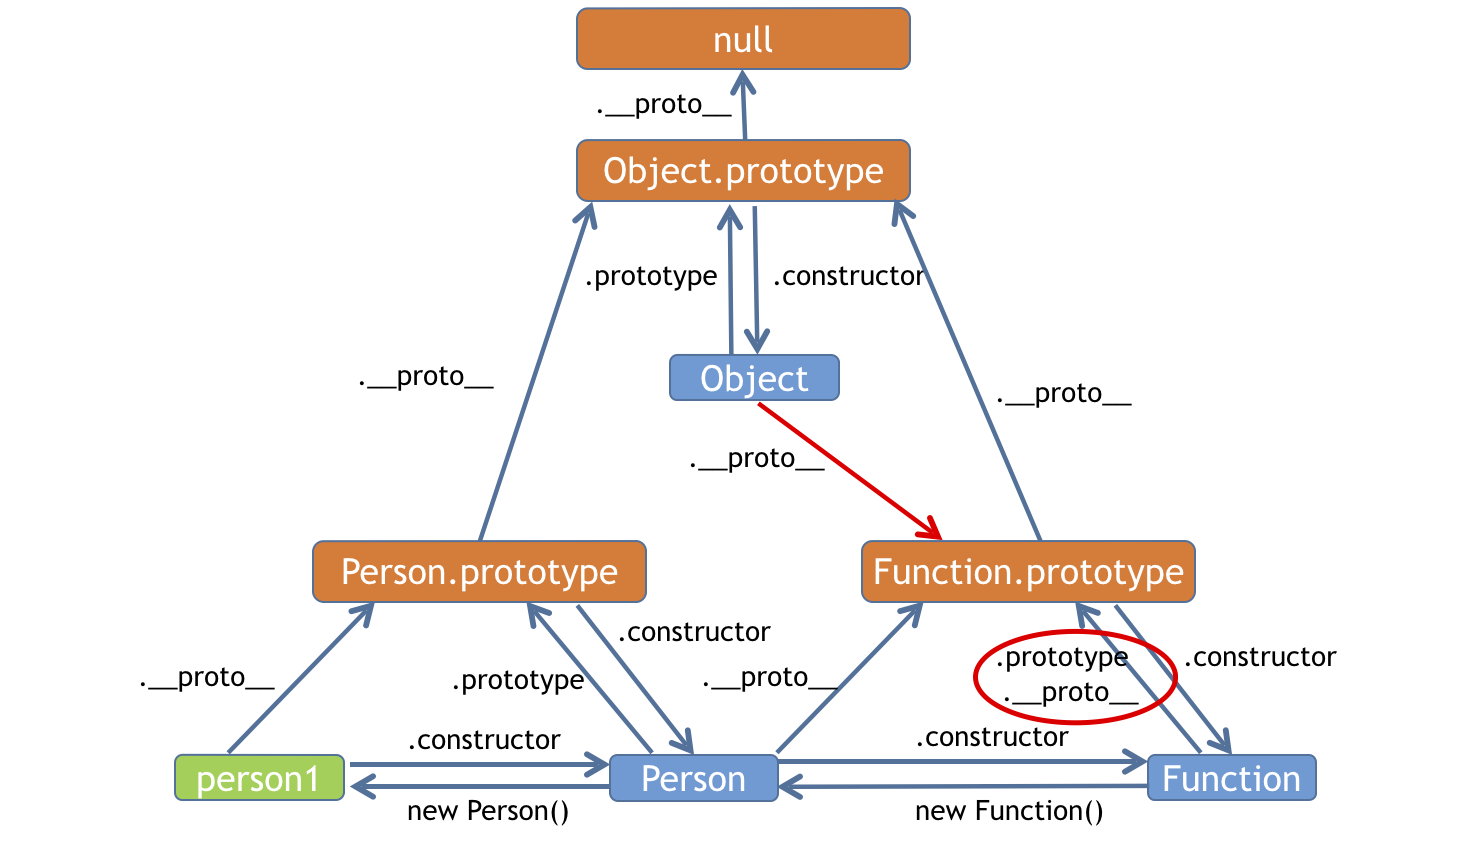 null
.__proto__
Object.prototype
.prototype
.constructor
Object
.__proto__
.__proto__
.__proto__
Person.prototype
Function.prototype
.constructor
.prototype
.__proto__
.__proto__
.prototype
.__proto__
.constructor
.constructor
.constructor
person1
Person
Function
new Person()
new Function()